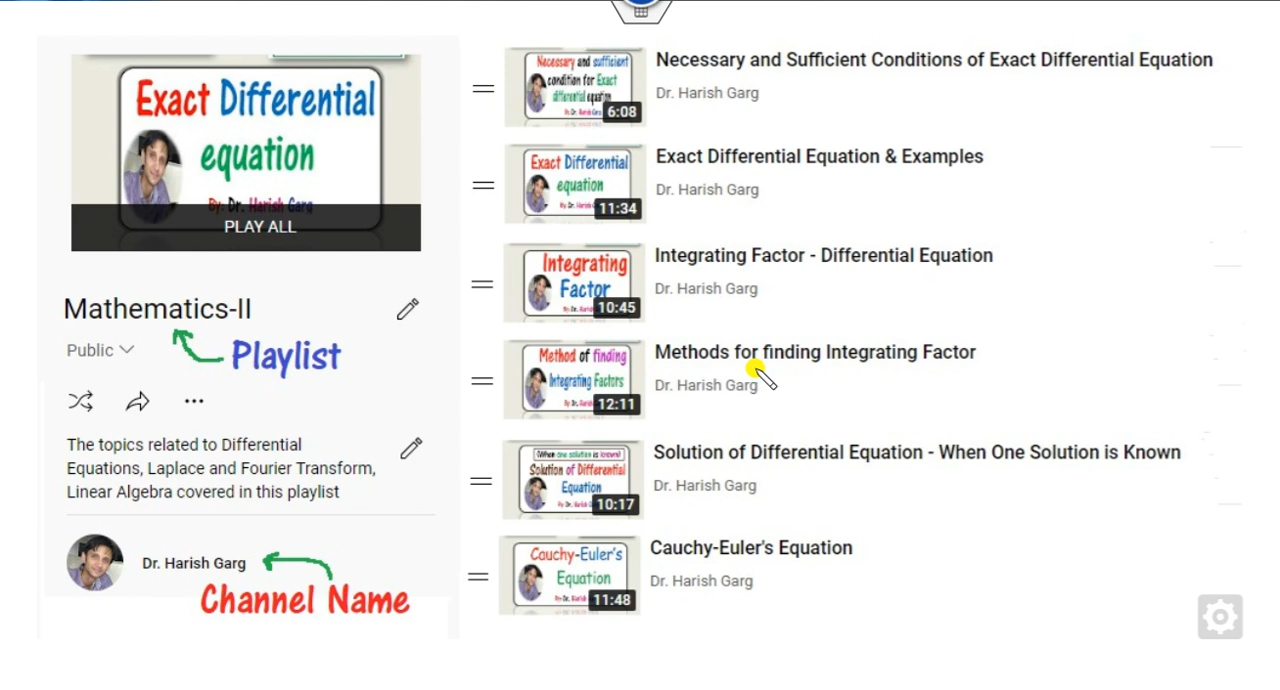 Exact Differential
equation
By: Dr. Harish Garg
PLAY ALL
Mathematics-II
Public
Playlist
The topics related to Differential
Equations, Laplace and Fourier Transform,
Linear Algebra covered in this playlist
Dr. Harish Garg
Channel Name
Necessary and sufficient
condition for Exact
differential equation
6:08
Necessary and Sufficient Conditions of Exact Differential Equation
Dr. Harish Garg
Exact Differential
equation
By: Dr. Harish Garg
11:34
Exact Differential Equation & Examples
Dr. Harish Garg
Integrating
Factor
10:45
Integrating Factor - Differential Equation
Dr. Harish Garg
Method of finding
Integrating Factors
12:11
Methods for finding Integrating Factor
Dr. Harish Garg
(When one solution is known)
Solution of Differential
Equation
10:17
Solution of Differential Equation - When One Solution is Known
Dr. Harish Garg
Cauchy-Euler's
Equation
11:48
Cauchy-Euler's Equation
Dr. Harish Garg